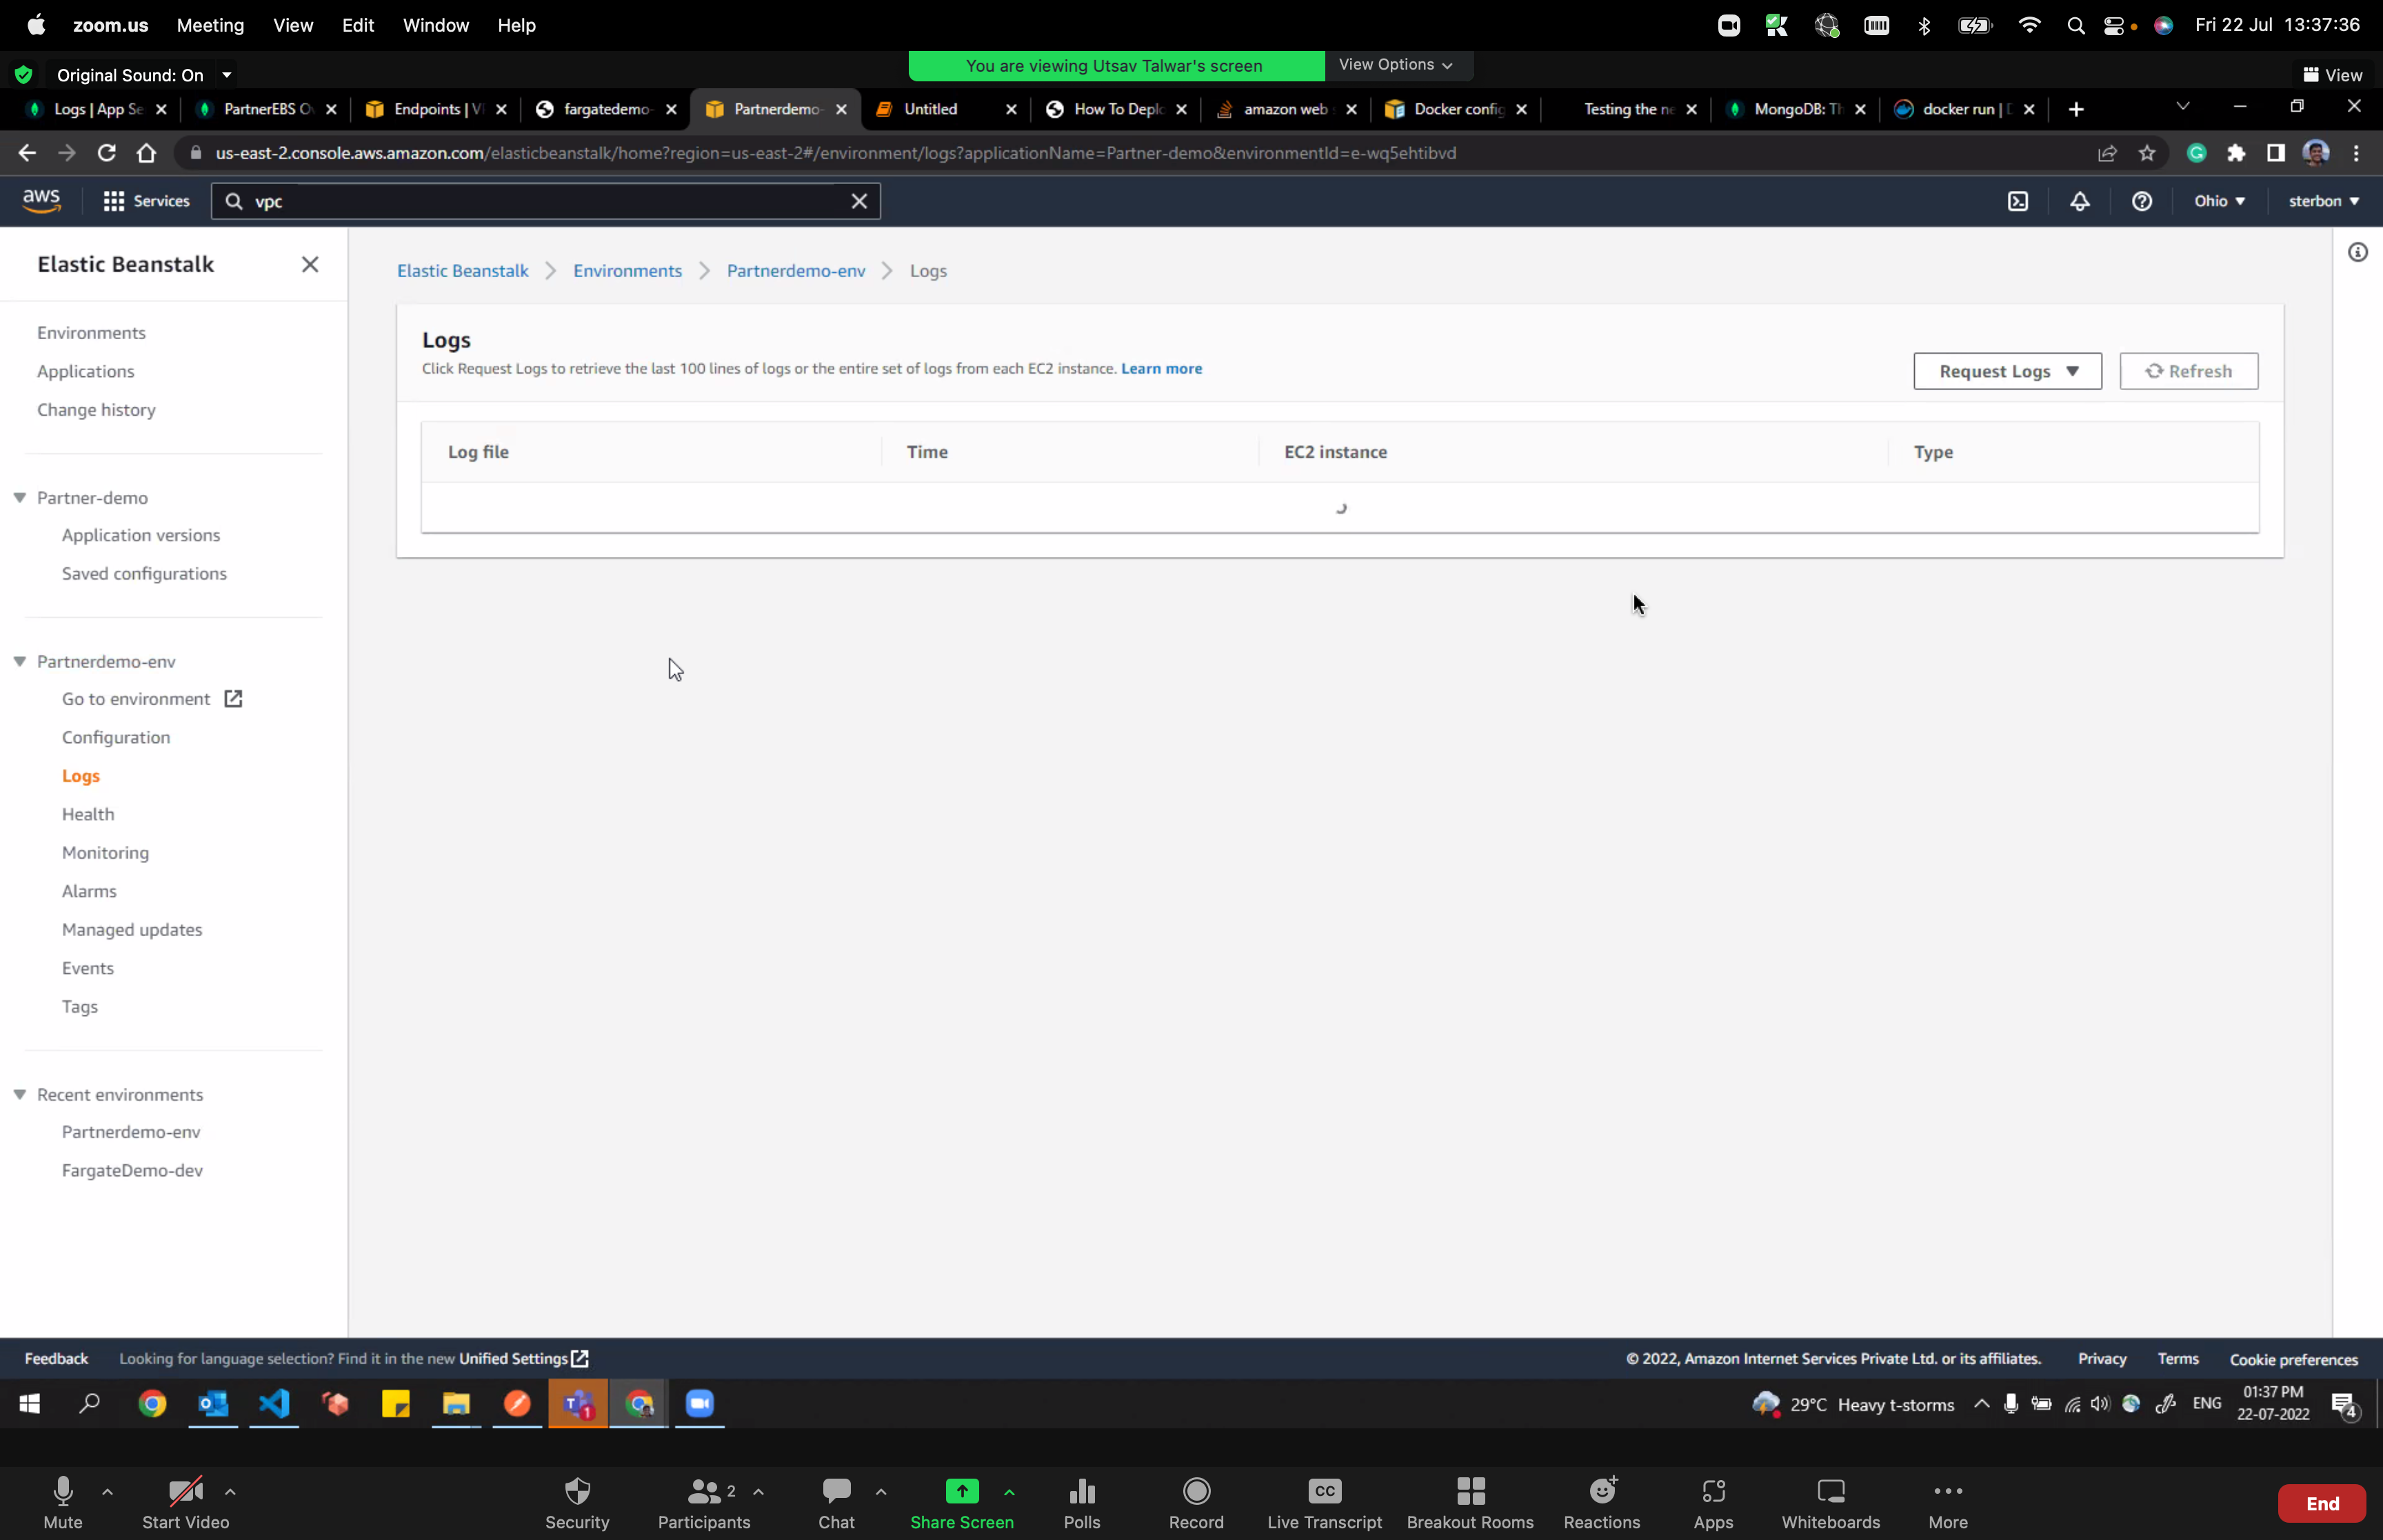 zoom.us Meeting View Edit Window Help Fri 22 Jul 13:37:36
Original Sound: On You are viewing Utsav Talwar's screen View Options View
Logs | App Se PartnerEBS O Endpoints | V fargatedemo- Partnerdemo- Untitled How To Depl amazon web Docker config Testing the ne MongoDB: Th docker run |
us-east-2.console.aws.amazon.com/elasticbeanstalk/home?region=us-east-2#/environment/logs?applicationName=Partner-demo&environmentId=e-wq5ehtibvd
aws Services vpc Ohio sterbon
Elastic Beanstalk
Environments
Applications
Change history
Partner-demo
Application versions
Saved configurations
Partnerdemo-env
Go to environment
Configuration
Logs
Health
Monitoring
Alarms
Managed updates
Events
Tags
Recent environments
Partnerdemo-env
FargateDemo-dev
Elastic Beanstalk Environments Partnerdemo-env Logs
Logs
Click Request Logs to retrieve the last 100 lines of logs or the entire set of logs from each EC2 instance. Learn more
Request Logs Refresh
Log file Time EC2 instance Type
Feedback Looking for language selection? Find it in the new Unified Settings © 2022, Amazon Internet Services Private Ltd. or its affiliates. Privacy Terms Cookie preferences
29°C Heavy t-storms ENG 01:37 PM
22-07-2022 4
Mute Start Video Security Participants 2 Chat Share Screen Polls Record CC Live Transcript Breakout Rooms Reactions Apps Whiteboards More End